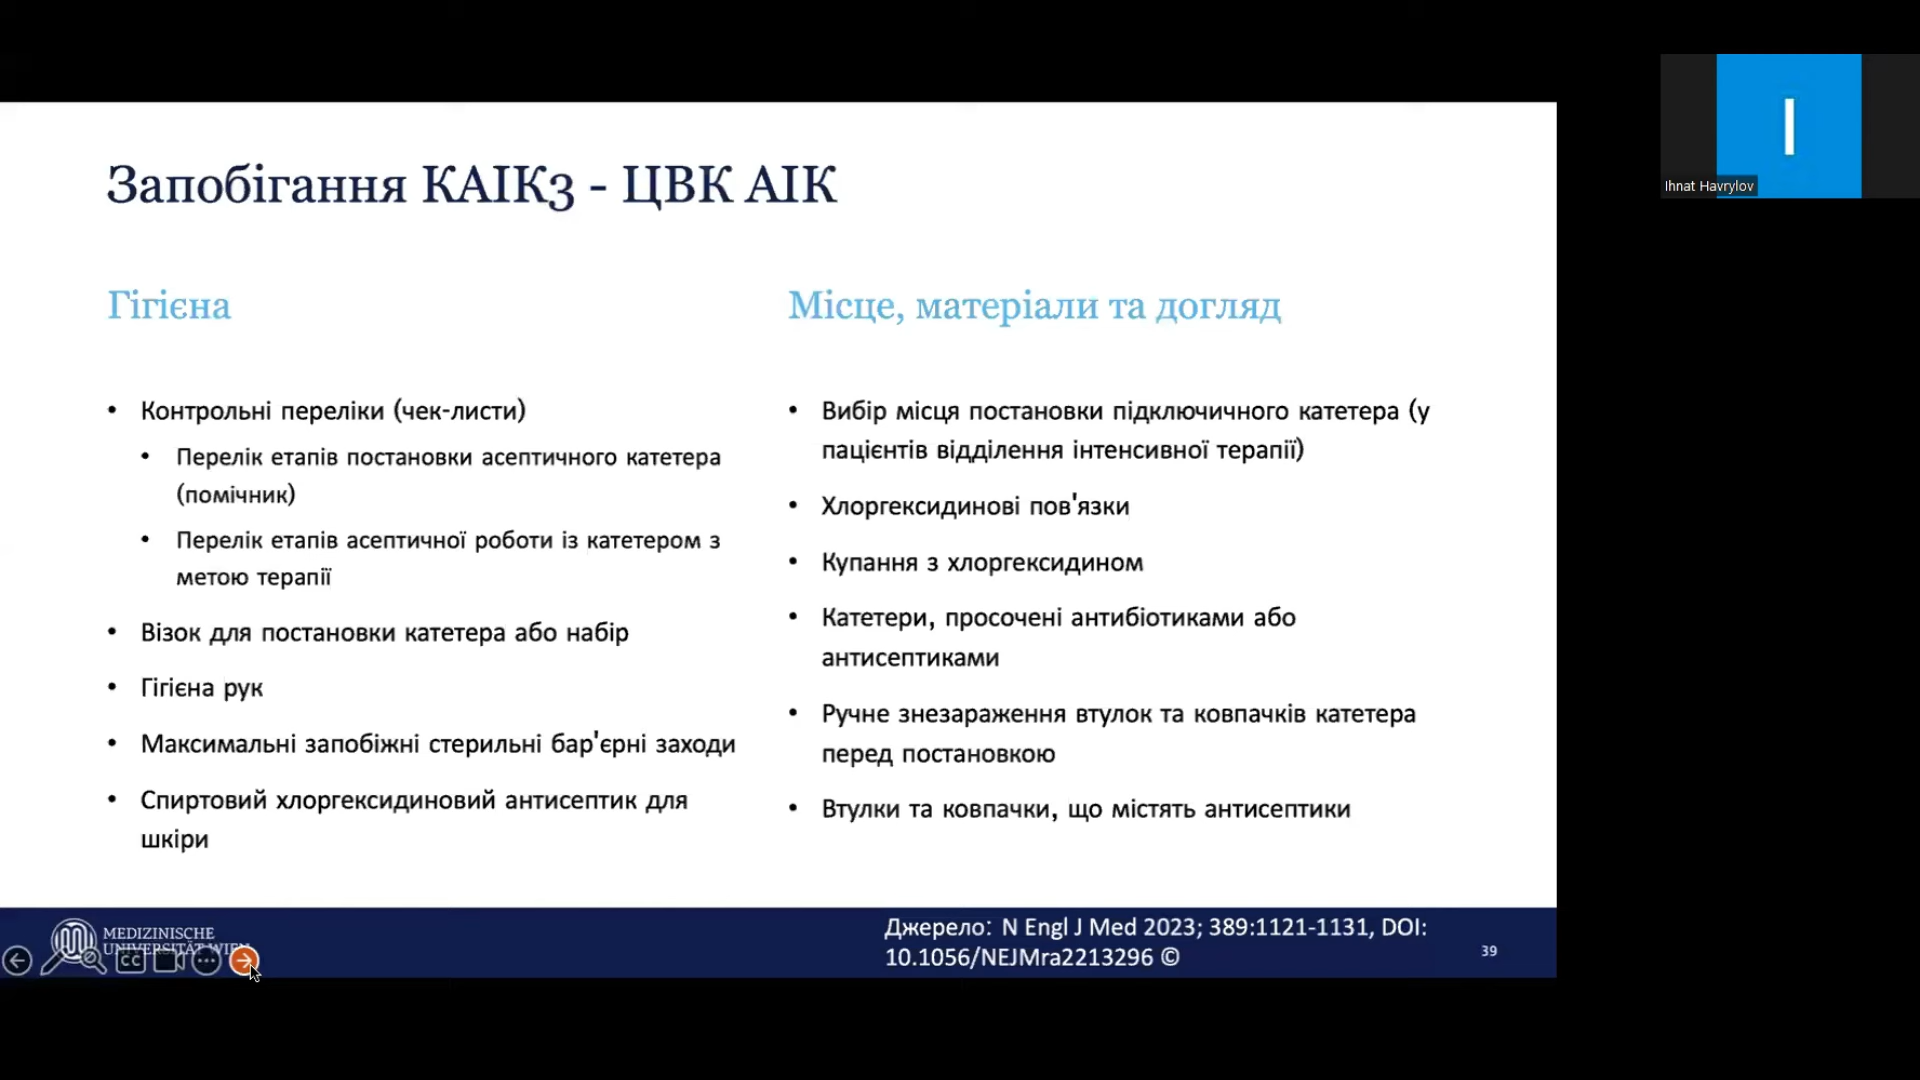 Запобігання КАІК3 - ЦВК АІК
Гігієна
• Контрольні переліки (чек-листи)
• Перелік етапів постановки асептичного катетера
(помічник)
• Перелік етапів асептичної роботи із катетером з
метою терапії
• Візок для постановки катетера або набір
• Гігієна рук
• Максимальні запобіжні стерильні бар'єрні заходи
• Спиртовий хлоргексидиновий антисептик для
шкіри
Місце, матеріали та догляд
• Вибір місця постановки підключичного катетера (у
пацієнтів відділення інтенсивної терапії)
• Хлоргексидинові пов'язки
• Купання з хлоргексидином
• Катетери, просочені антибіотиками або
антисептиками
• Ручне знезараження втулок та ковпачків катетера
перед постановкою
• Втулки та ковпачки, що містять антисептики
MEDIZINISCHE
UNIVERSITÄT WIEN
CC
Джерело: N Engl J Med 2023; 389:1121-1131, DOI:
10.1056/NEJMra2213296 ©
39
I
Ihnat Havrylov